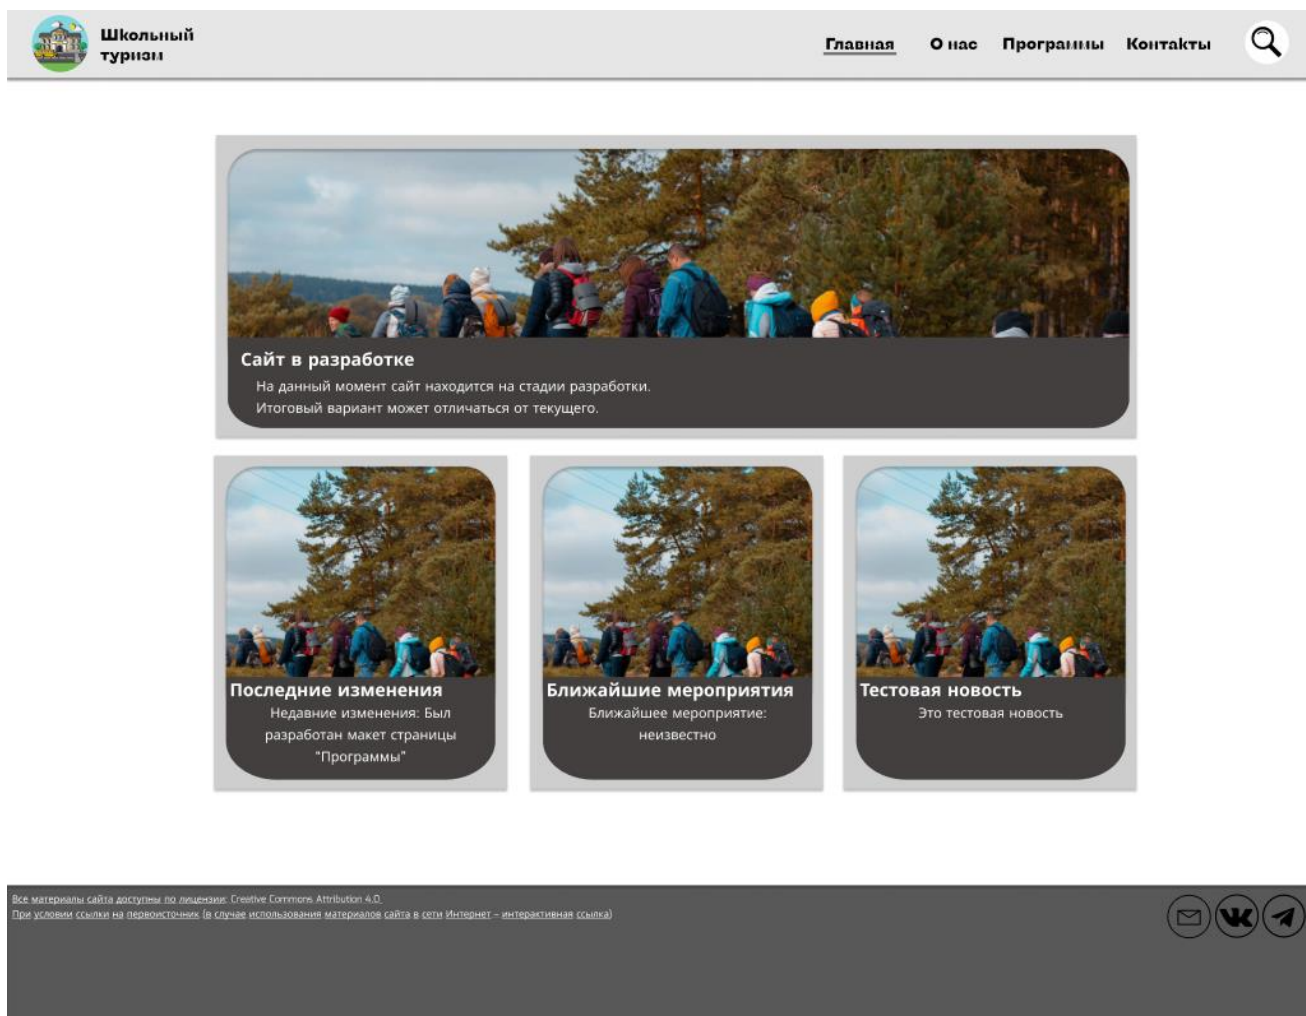 Школьный
туризм
Главная О нас Программы Контакты
Сайт в разработке
На данный момент сайт находится на стадии разработки.
Итоговый вариант может отличаться от текущего.
Последние изменения
Недавние изменения: Был
разработан макет страницы
"Программы"
Ближайшие мероприятия
Ближайшее мероприятие:
неизвестно
Тестовая новость
Это тестовая новость
Все материалы сайта доступны по лицензии: Creative Commons Attribution 4.0.
При условии ссылки на первоисточник (в случае использования материалов сайта в сети Интернет – интерактивная ссылка)